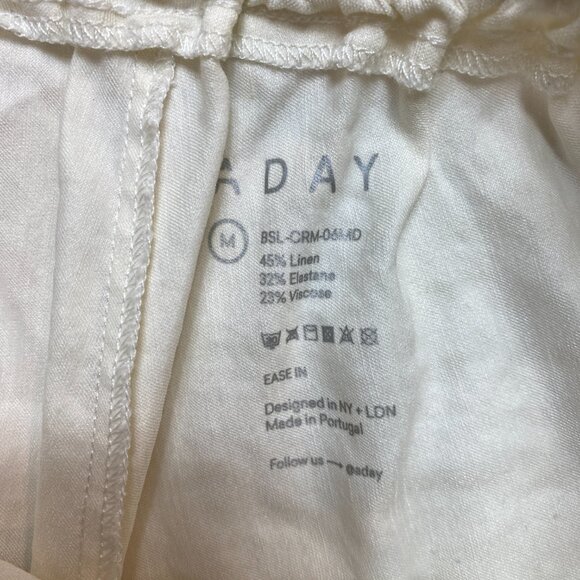 ADAY
M
BSL-CRM-06MD
45% Linen
32% Elastane
23% Viscose
EASE IN
Designed in NY + LDN
Made in Portugal
Follow us → @aday